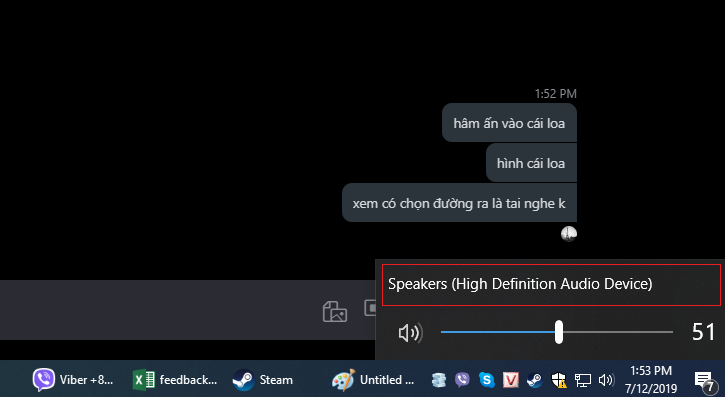 1:52 PM
hâm ấn vào cái loa
hình cái loa
xem có chọn đường ra là tai nghe k
Speakers (High Definition Audio Device)
51
Viber +8...
feedback...
Steam
Untitled ...
V
1:53 PM
7/12/2019
7